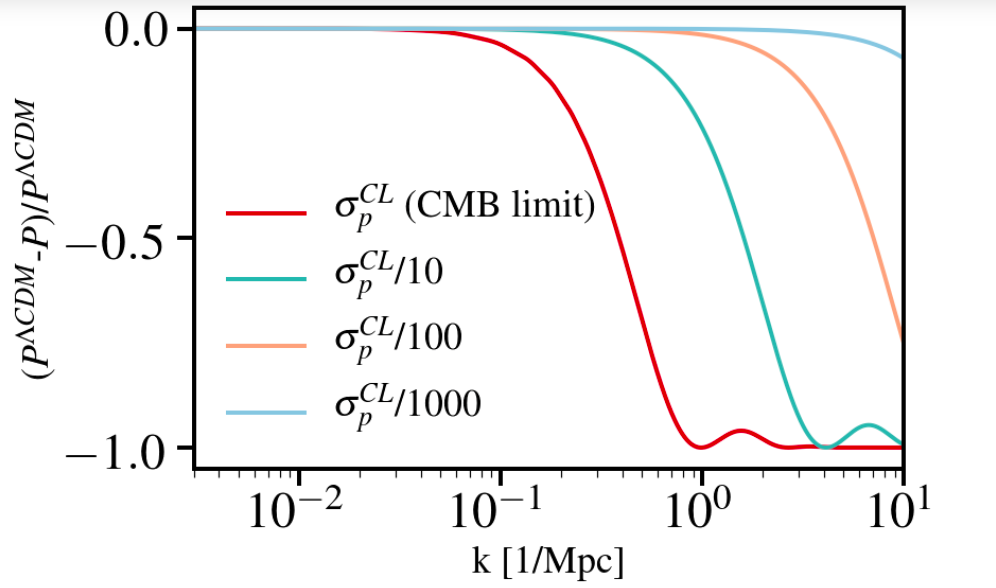 (P^ΛCDM-P)/P^ΛCDM
0.0
−0.5
−1.0
σ_p^CL (CMB limit)
σ_p^CL/10
σ_p^CL/100
σ_p^CL/1000
10^−2
10^−1
10^0
10^1
k [1/Mpc]